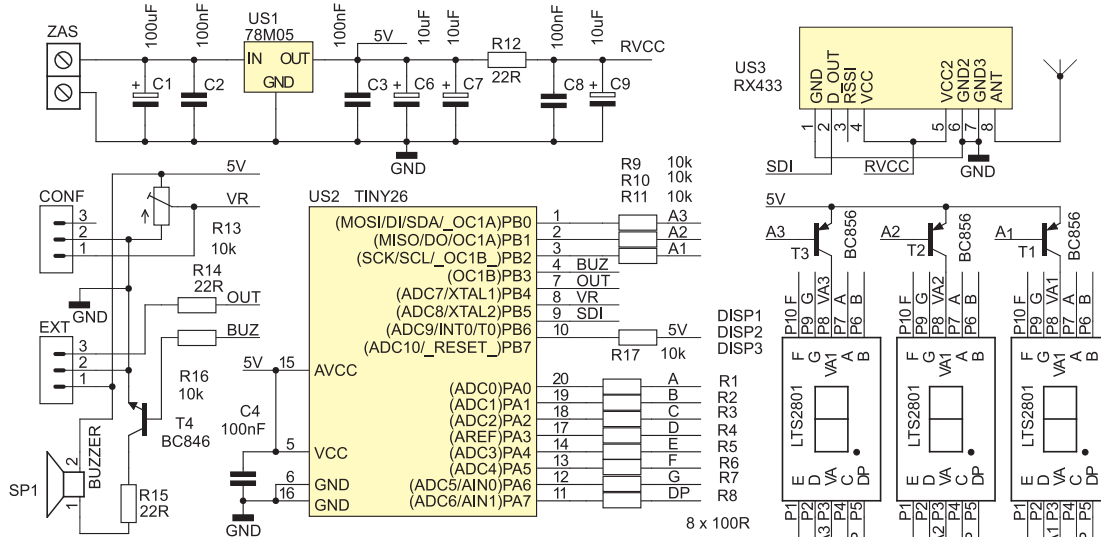 ZAS
100uF
100nF
US1
78M05
100nF
5V
10uF
10uF
R12
100nF
10uF
RVCC
IN OUT
GND
22R
+ C1
C2
C3
+ C6
+ C7
C8
+ C9
GND
US3
RX433
GND
D_OUT
RSSI
VCC
VCC2
GND2
GND3
ANT
1
2
3
4
5
6
7
8
SDI
RVCC
GND
5V
VR
CONF
3
2
1
R13
10k
R14
22R
OUT
GND
BUZ
EXT
3
2
1
R16
10k
T4
BC846
BUZZER
2
1
SP1
R15
22R
R9 10k
R10 10k
R11 10k
US2 TINY26
(MOSI/DI/SDA/_OC1A)PB0 1 A3
(MISO/DO/OC1A)PB1 2 A2
(SCK/SCL/_OC1B_)PB2 3 A1
(OC1B)PB3 4 BUZ
(ADC7/XTAL1)PB4 7 OUT
(ADC8/XTAL2)PB5 8 VR
(ADC9/INT0/T0)PB6 9 SDI
(ADC10/_RESET_)PB7 10 5V
R17 10k
5V 15 AVCC
C4
100nF
5 VCC
6 GND
16 GND
GND
(ADC0)PA0 20 A R1
(ADC1)PA1 19 B R2
(ADC2)PA2 18 C R3
(AREF)PA3 17 D R4
(ADC3)PA4 14 E R5
(ADC4)PA5 13 F R6
(ADC5/AIN0)PA6 12 G R7
(ADC6/AIN1)PA7 11 DP R8
8 x 100R
5V
A3
T3
BC856
A2
T2
BC856
A1
T1
BC856
DISP1
DISP2
DISP3
P10 F
P9 G
P8 VA3
P7 A
P6 B
F
G
VA1
A
B
LTS2801
E
D
VA
C
DP
P1
P2
A3 P3
P4
P5
P10 F
P9 G
P8 VA2
P7 A
P6 B
F
G
VA1
A
B
LTS2801
E
D
VA
C
DP
P1
P2
A2 P3
P4
P5
P10 F
P9 G
P8 VA1
P7 A
P6 B
F
G
VA1
A
B
LTS2801
E
D
VA
C
DP
P1
P2
A1 P3
P4
P5